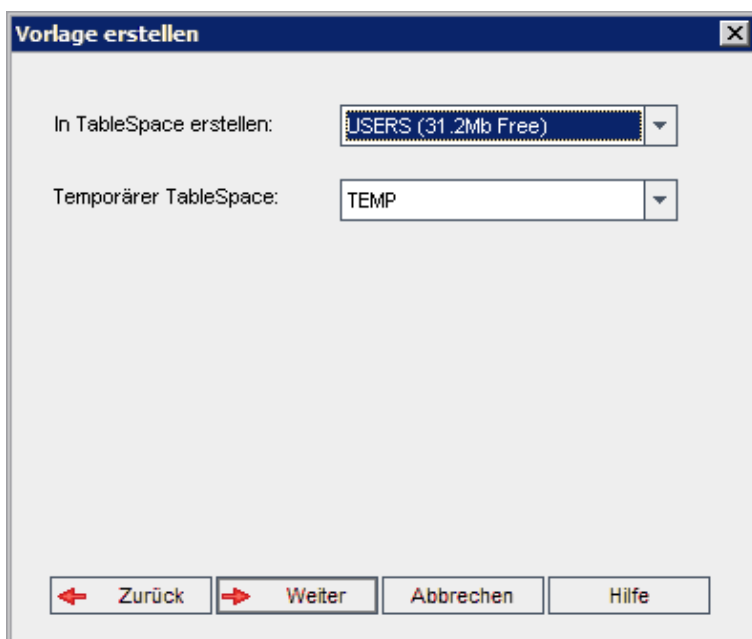 Vorlage erstellen
In TableSpace erstellen: USERS (31.2Mb Free)
Temporärer TableSpace: TEMP
Zurück Weiter Abbrechen Hilfe